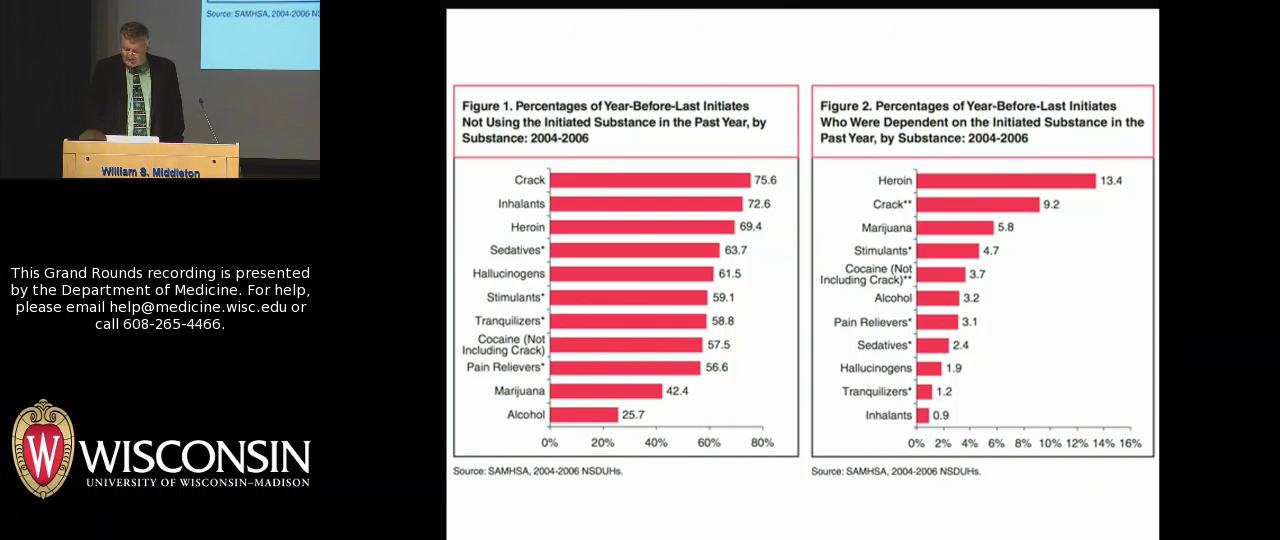 Source: SAMHSA, 2004-2006 NS
William S. Middleton
This Grand Rounds recording is presented
by the Department of Medicine. For help,
please email help@medicine.wisc.edu or
call 608-265-4466.
W
WISCONSIN
UNIVERSITY OF WISCONSIN–MADISON
Figure 1. Percentages of Year-Before-Last Initiates
Not Using the Initiated Substance in the Past Year, by
Substance: 2004-2006
Crack 75.6
Inhalants 72.6
Heroin 69.4
Sedatives* 63.7
Hallucinogens 61.5
Stimulants* 59.1
Tranquilizers* 58.8
Cocaine (Not
Including Crack) 57.5
Pain Relievers* 56.6
Marijuana 42.4
Alcohol 25.7
0% 20% 40% 60% 80%
Source: SAMHSA, 2004-2006 NSDUHs.
Figure 2. Percentages of Year-Before-Last Initiates
Who Were Dependent on the Initiated Substance in the
Past Year, by Substance: 2004-2006
Heroin 13.4
Crack** 9.2
Marijuana 5.8
Stimulants* 4.7
Cocaine (Not
Including Crack)** 3.7
Alcohol 3.2
Pain Relievers* 3.1
Sedatives* 2.4
Hallucinogens 1.9
Tranquilizers* 1.2
Inhalants 0.9
0% 2% 4% 6% 8% 10% 12% 14% 16%
Source: SAMHSA, 2004-2006 NSDUHs.